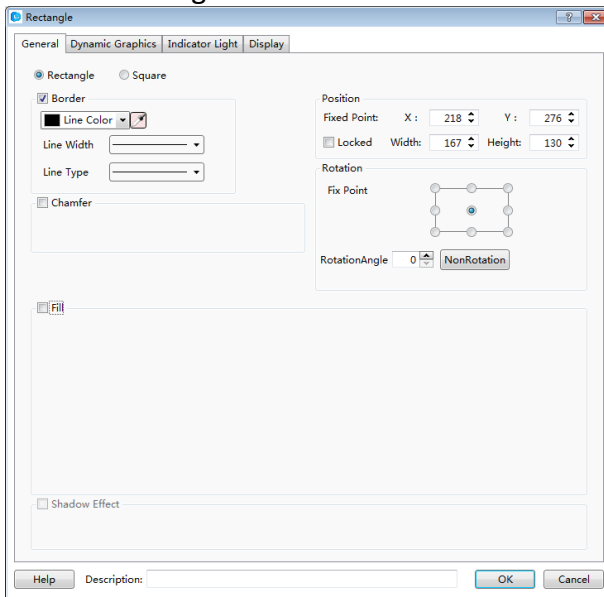 Rectangle
General Dynamic Graphics Indicator Light Display
Rectangle Square
Border
Line Color
Line Width
Line Type
Chamfer
Position
Fixed Point: X : 218 Y : 276
Locked Width: 167 Height: 130
Rotation
Fix Point
RotationAngle 0 NonRotation
Fill
Shadow Effect
Help Description: OK Cancel